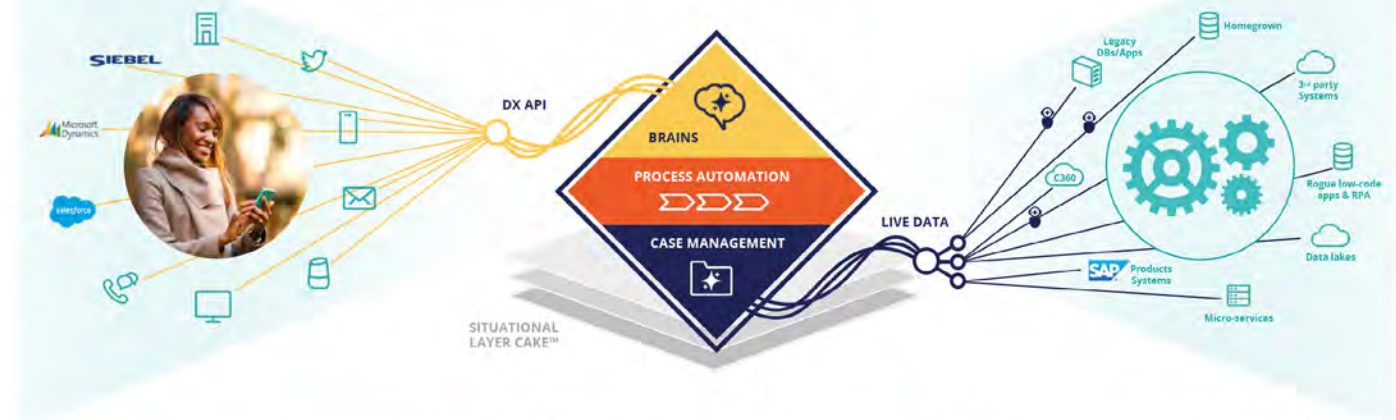 SIEBEL
Microsoft
Dynamics
salesforce
DX API
BRAINS
PROCESS AUTOMATION
CASE MANAGEMENT
SITUATIONAL
LAYER CAKE™
LIVE DATA
Legacy
DBs/Apps
Homegrown
3rd party
Systems
C360
Rogue low-code
apps & RPA
Data lakes
SAP
Products
Systems
Micro-services